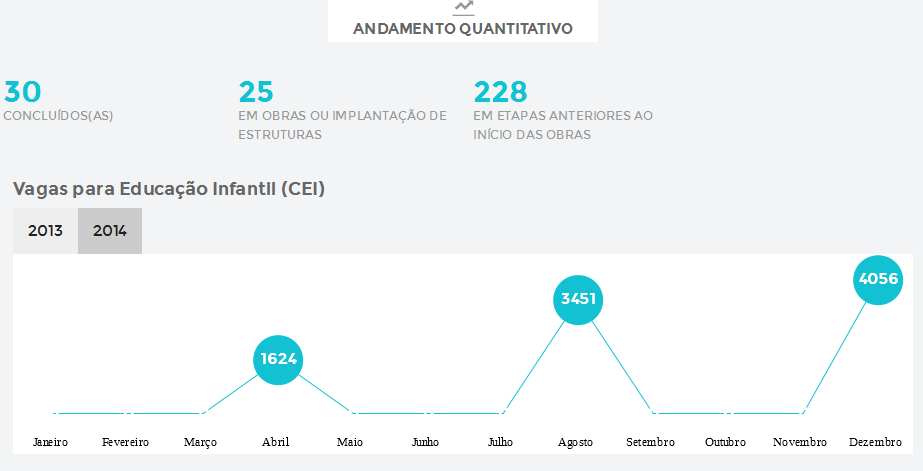 ANDAMENTO QUANTITATIVO
30
CONCLUÍDOS(AS)
25
EM OBRAS OU IMPLANTAÇÃO DE
ESTRUTURAS
228
EM ETAPAS ANTERIORES AO
INÍCIO DAS OBRAS
Vagas para Educação Infantil (CEI)
2013
2014
1624
3451
4056
Janeiro Fevereiro Março Abril Maio Junho Julho Agosto Setembro Outubro Novembro Dezembro